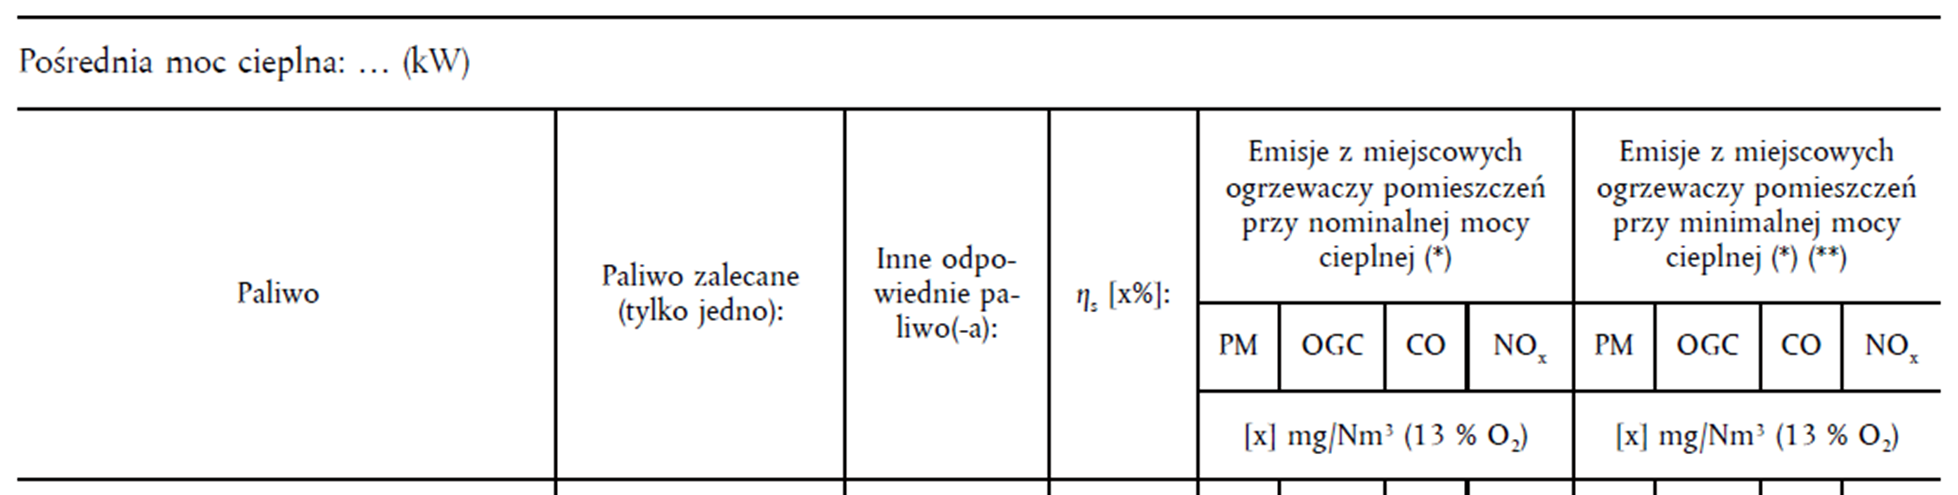 Pośrednia moc cieplna: … (kW)
Paliwo
Paliwo zalecane
(tylko jedno):
Inne odpo-
wiednie pa-
liwo(-a):
ηs [x%]:
Emisje z miejscowych
ogrzewaczy pomieszczeń
przy nominalnej mocy
cieplnej (*)
Emisje z miejscowych
ogrzewaczy pomieszczeń
przy minimalnej mocy
cieplnej (*) (**)
PM OGC CO NOx PM OGC CO NOx
[x] mg/Nm³ (13 % O₂) [x] mg/Nm³ (13 % O₂)